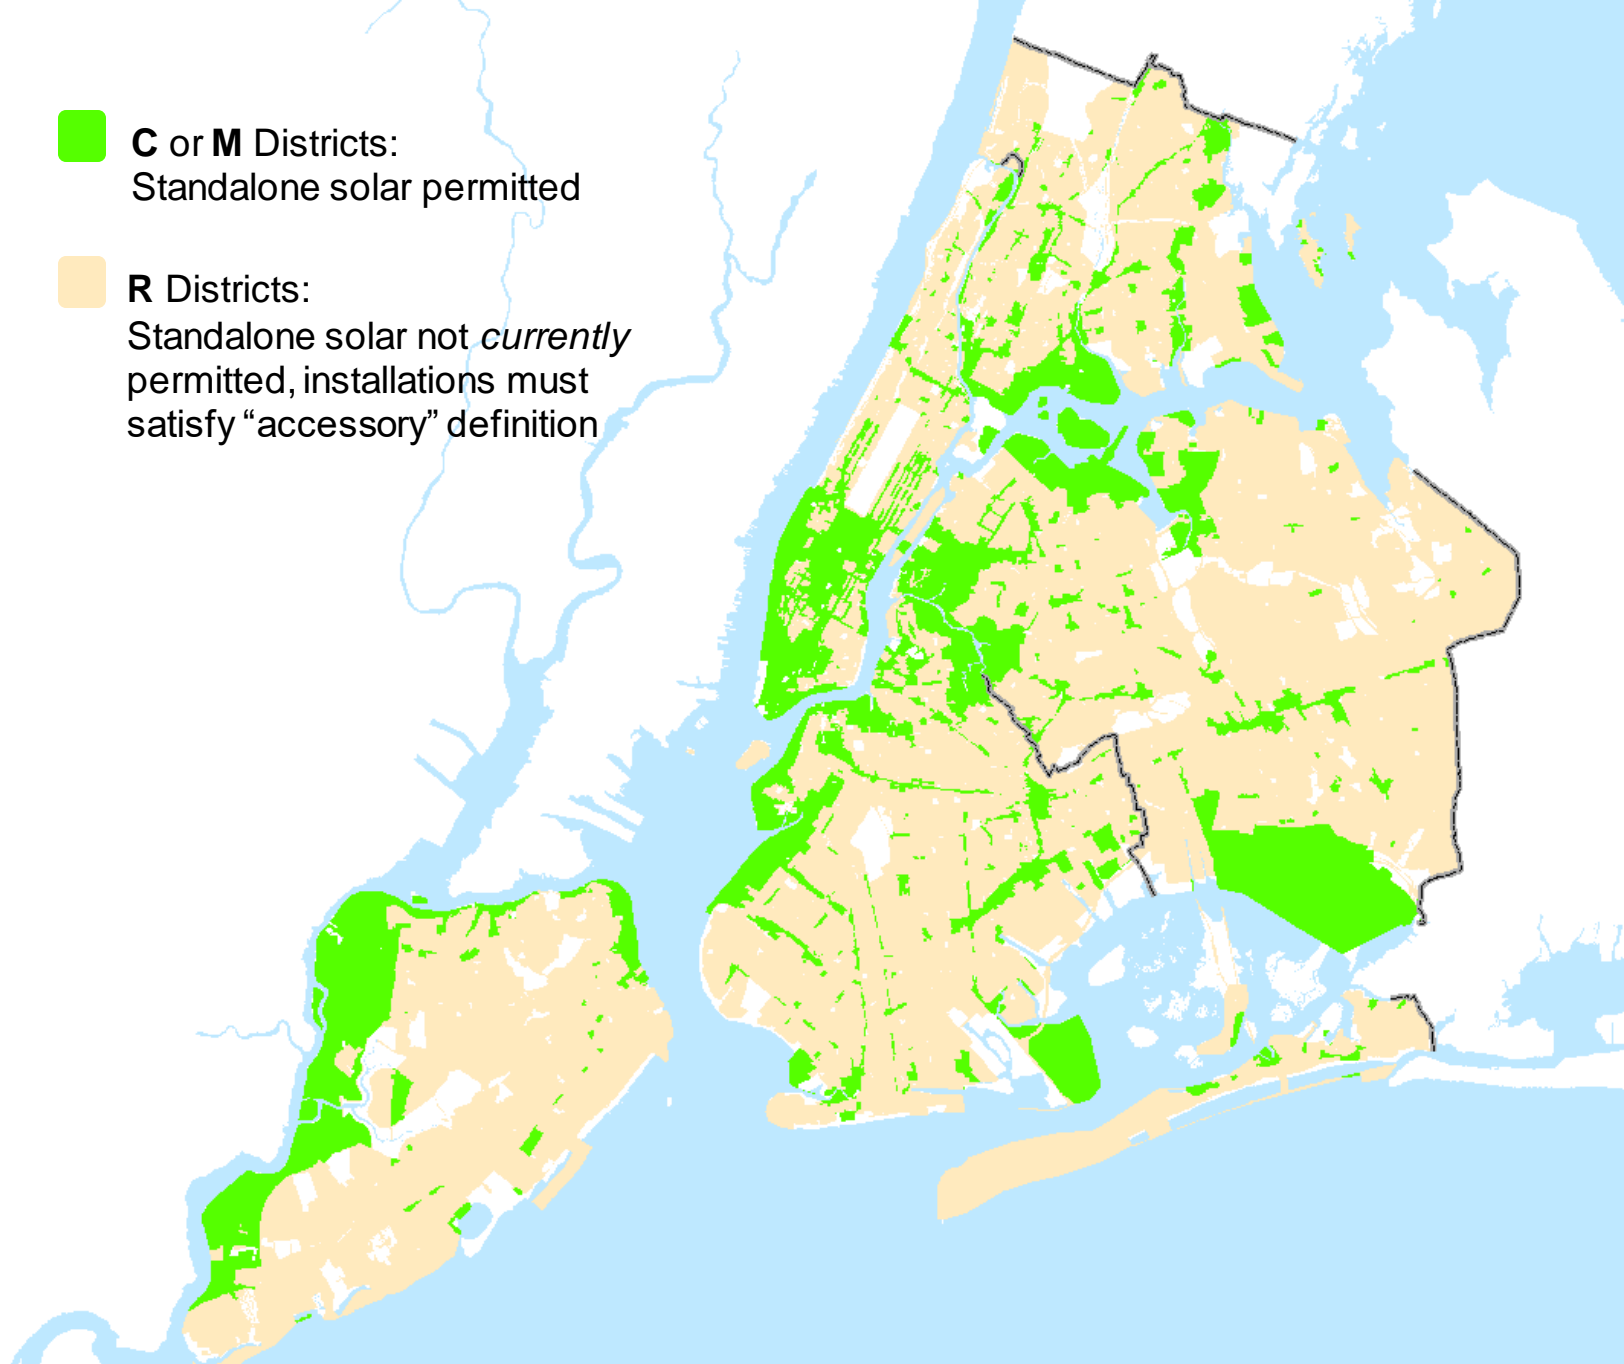 C or M Districts:
Standalone solar permitted
R Districts:
Standalone solar not currently
permitted, installations must
satisfy “accessory” definition